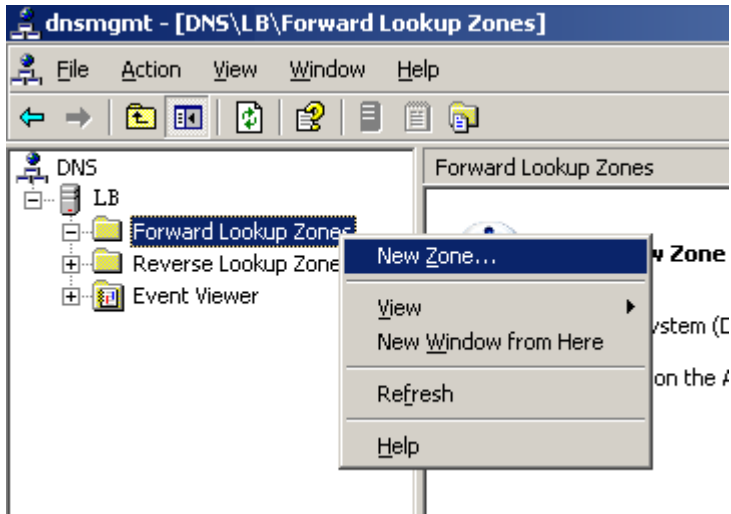 dnsmgmt - [DNS\LB\Forward Lookup Zones]
File Action View Window Help
DNS
LB
Forward Lookup Zones
Reverse Lookup Zone
Event Viewer
Forward Lookup Zones
Zone
on the
New Zone...
View
New Window from Here
Refresh
Help